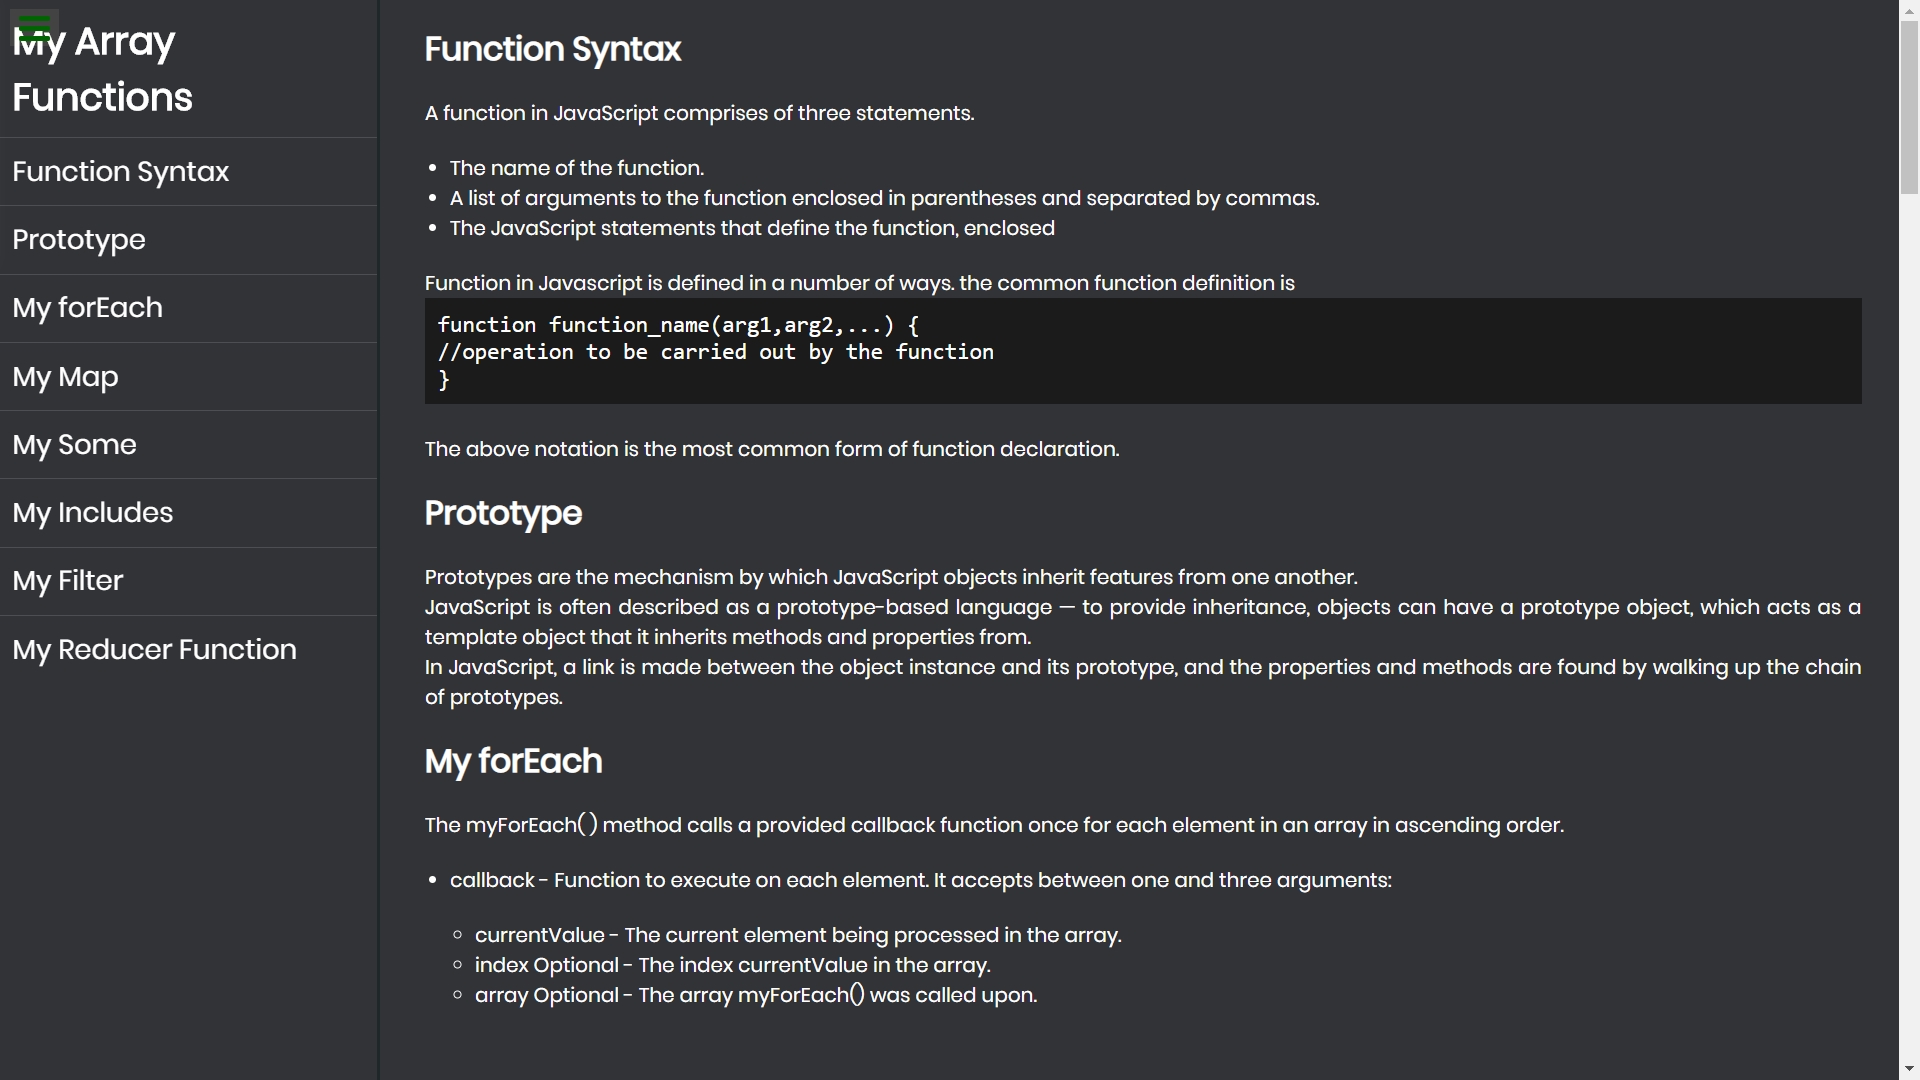 My Array
Functions
Function Syntax
Prototype
My forEach
My Map
My Some
My Includes
My Filter
My Reducer Function
Function Syntax
A function in JavaScript comprises of three statements.
The name of the function.
A list of arguments to the function enclosed in parentheses and separated by commas.
The JavaScript statements that define the function, enclosed
Function in Javascript is defined in a number of ways. the common function definition is
function function_name(arg1,arg2,...) {
//operation to be carried out by the function
}
The above notation is the most common form of function declaration.
Prototype
Prototypes are the mechanism by which JavaScript objects inherit features from one another.
JavaScript is often described as a prototype-based language — to provide inheritance, objects can have a prototype object, which acts as a
template object that it inherits methods and properties from.
In JavaScript, a link is made between the object instance and its prototype, and the properties and methods are found by walking up the chain
of prototypes.
My forEach
The myForEach( ) method calls a provided callback function once for each element in an array in ascending order.
callback - Function to execute on each element. It accepts between one and three arguments:
currentValue - The current element being processed in the array.
index Optional - The index currentValue in the array.
array Optional - The array myForEach() was called upon.